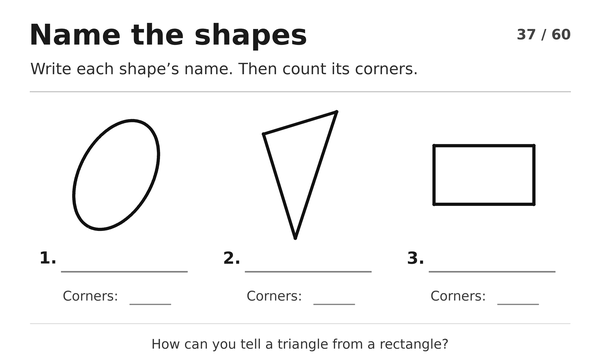 Name the shapes
37 / 60
Write each shape’s name. Then count its corners.
1.
2.
3.
Corners:
Corners:
Corners:
How can you tell a triangle from a rectangle?